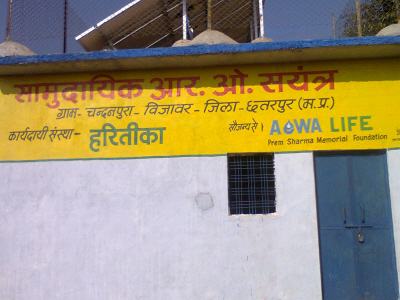 सामुदायिक आर. ओ. सयंत्र
ग्राम- चन्दनपुरा - विजावर - जिला - छतरपुर (म.प्र.)
कार्यदायी संस्था- हरितीका सौजन्य से। AQWA LIFE
Prem Sharma Memorial Foundation